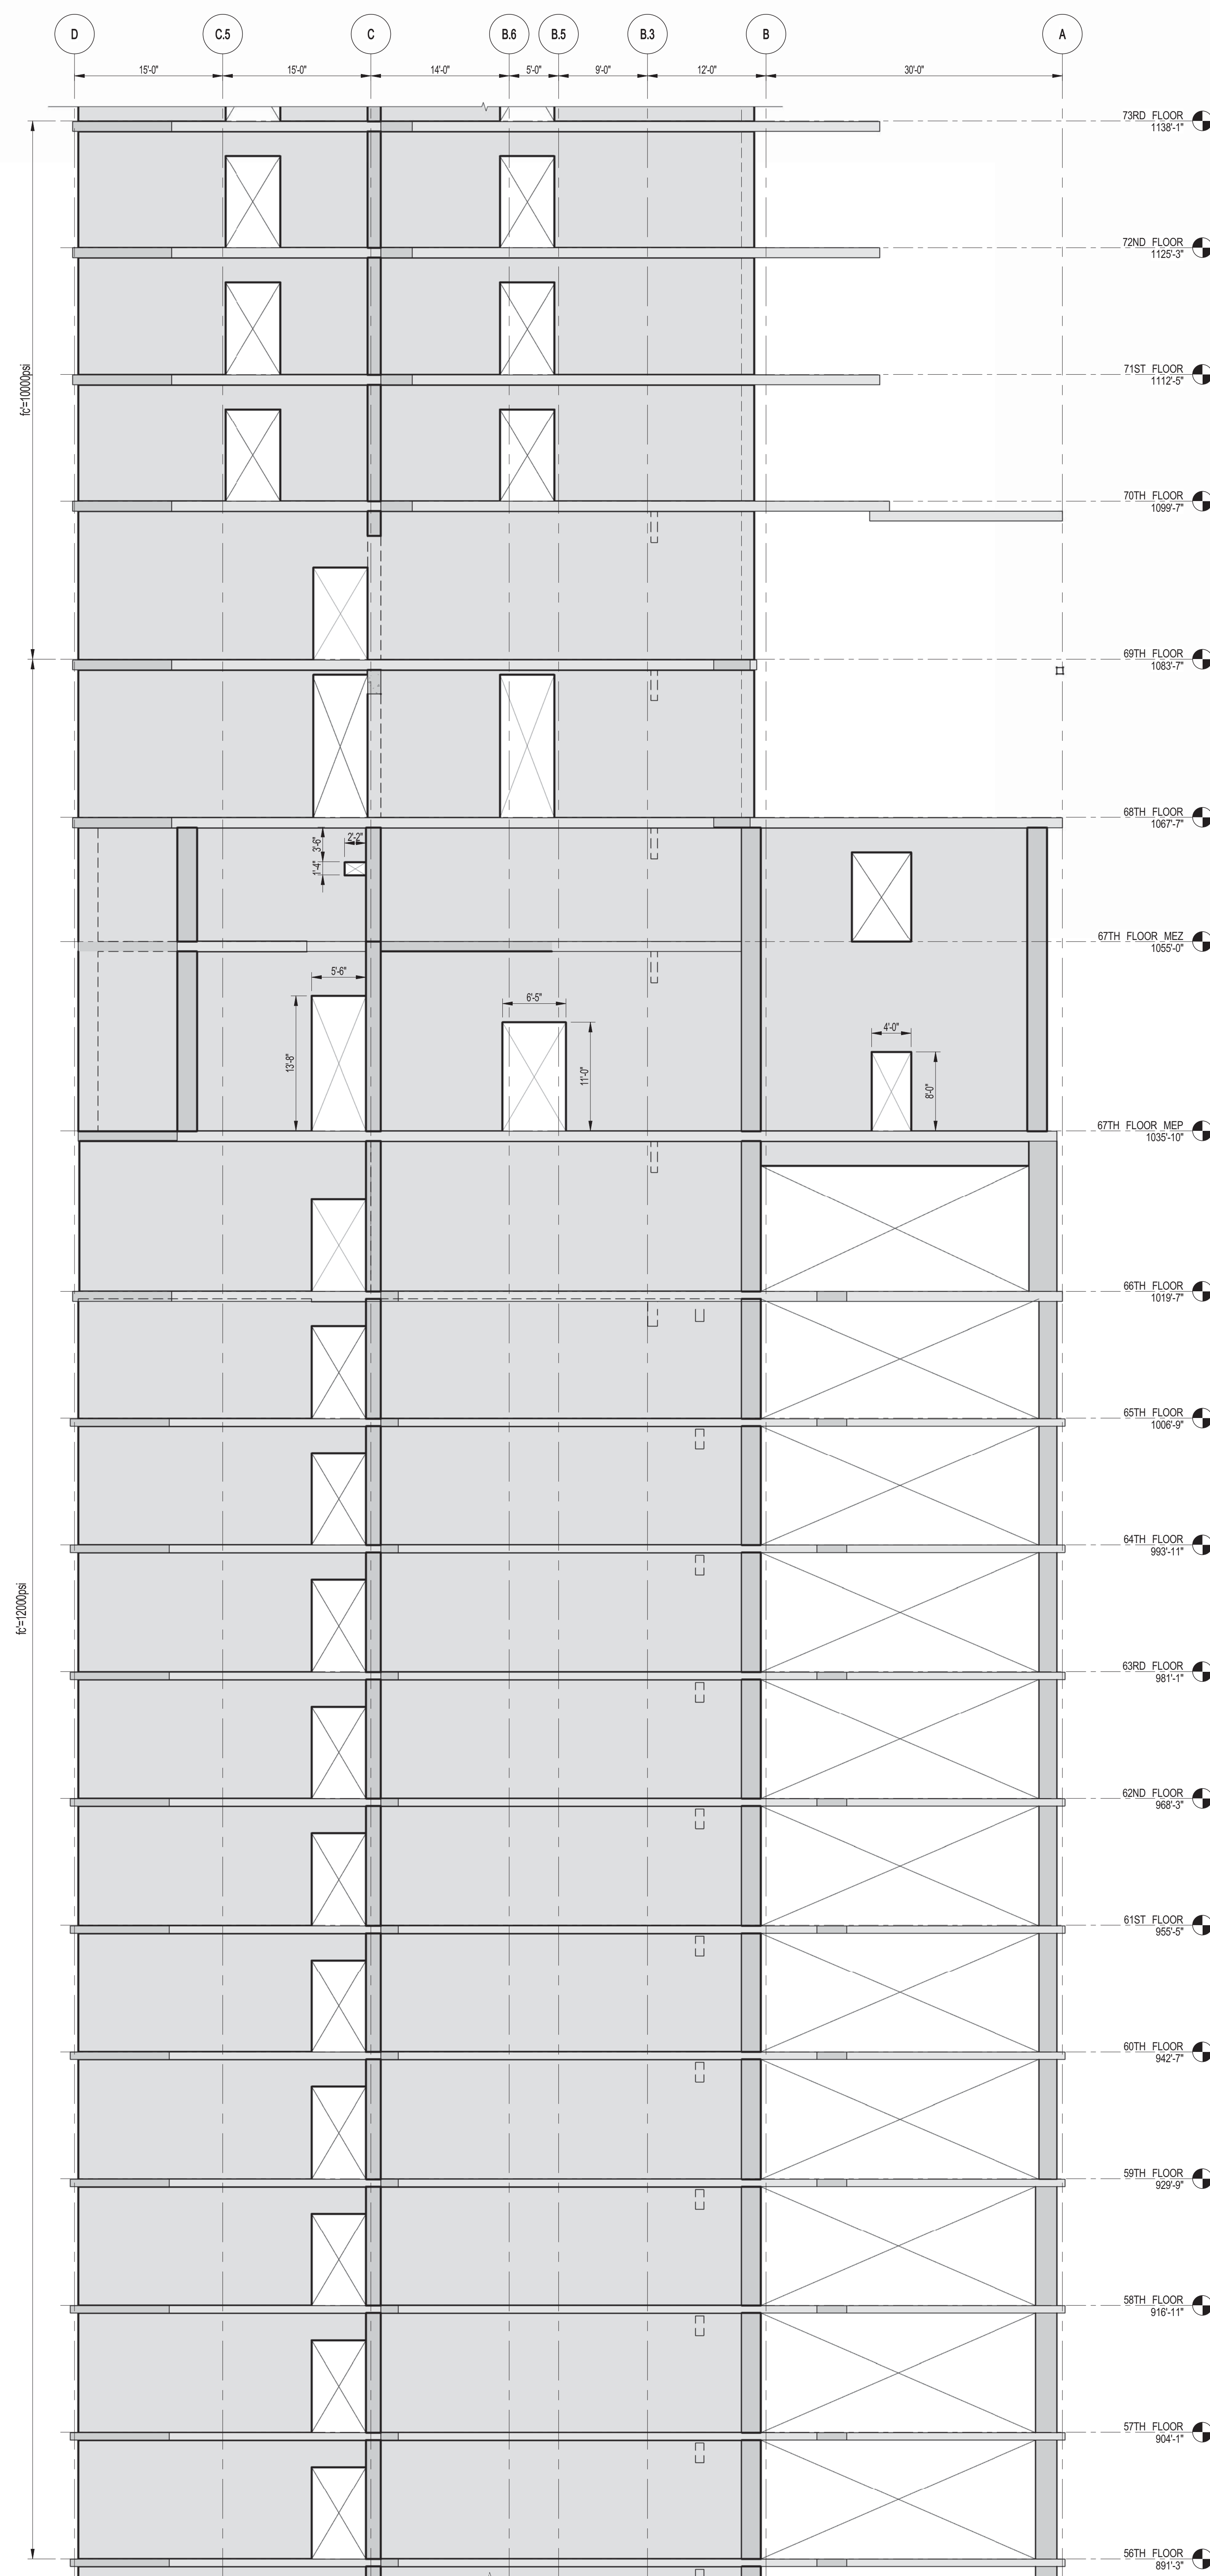 D C.5 C B.6 B.5 B.3 B A
15'-0" 15'-0" 14'-0" 5'-0" 9'-0" 12'-0" 30'-0"
73RD FLOOR
1138'-1"
72ND FLOOR
1125'-3"
71ST FLOOR
1112'-5"
fc'=10000psi
70TH FLOOR
1099'-7"
69TH FLOOR
1083'-7"
68TH FLOOR
1067'-7"
2'-2"
3'-6"
1'-4"
67TH FLOOR MEZ
1055'-0"
5'-6"
6'-5"
4'-0"
13'-8"
11'-0"
8'-0"
67TH FLOOR MEP
1035'-10"
66TH FLOOR
1019'-7"
65TH FLOOR
1006'-9"
64TH FLOOR
993'-11"
fc'=12000psi
63RD FLOOR
981'-1"
62ND FLOOR
968'-3"
61ST FLOOR
955'-5"
60TH FLOOR
942'-7"
59TH FLOOR
929'-9"
58TH FLOOR
916'-11"
57TH FLOOR
904'-1"
56TH FLOOR
891'-3"